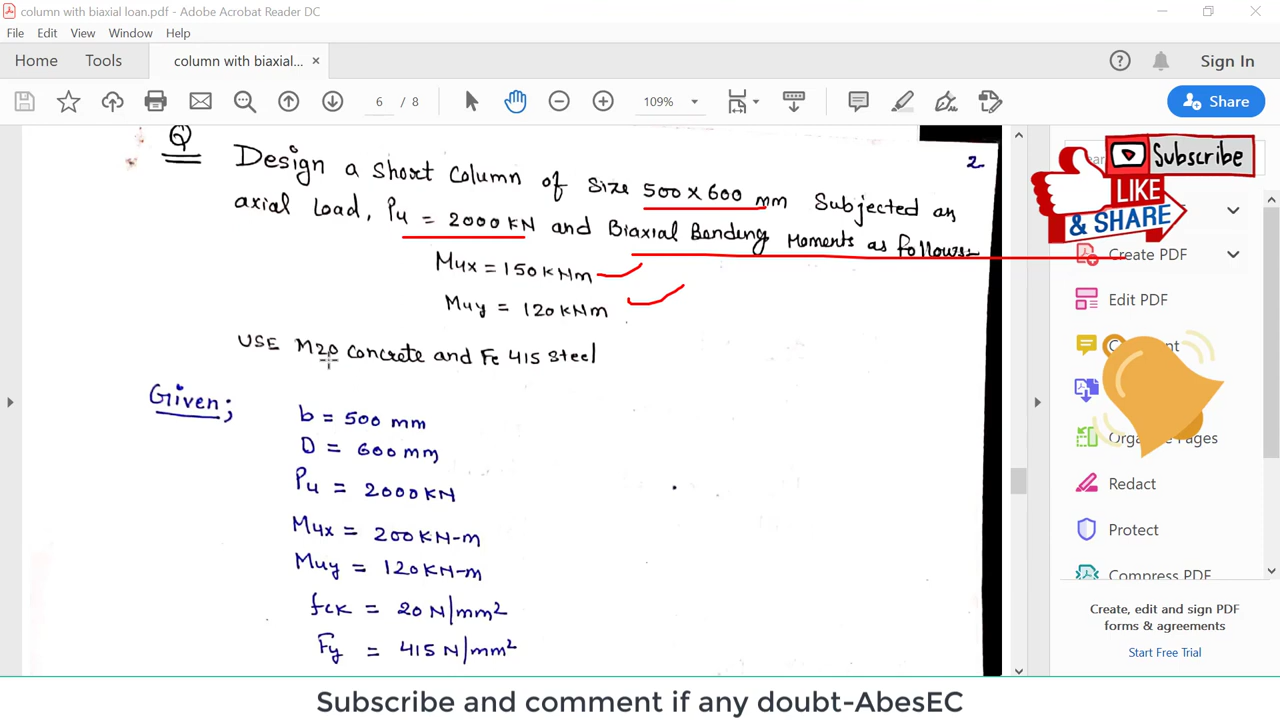 column with biaxial loan.pdf - Adobe Acrobat Reader DC
File Edit View Window Help
Home Tools column with biaxial... × Sign In
6 / 8 109% Share
Q
2
Design a Short Column of Size 500 × 600 mm Subjected an
axial Load, Pu = 2000 KN and Biaxial Bending Moments as follows:-
Mux = 150 KNm
Muy = 120 KNm
USE M20 Concrete and Fe 415 Steel
Given;
b = 500 mm
D = 600 mm
Pu = 2000 KN
Mux = 200 KN-m
Muy = 120 KN-m
fck = 20 N/mm²
Fy = 415 N/mm²
Subscribe
LIKE
& SHARE
Create PDF
Edit PDF
Redact
Protect
Compress PDF
Create, edit and sign PDF
forms & agreements
Start Free Trial
Subscribe and comment if any doubt-AbesEC